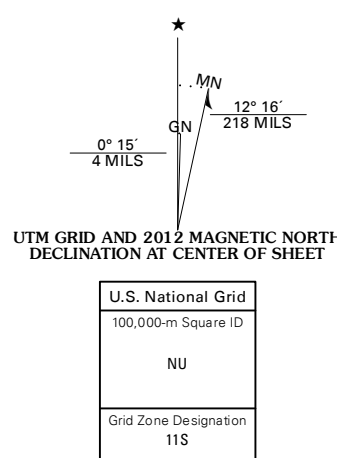 MN
GN
12° 16´
218 MILS
0° 15´
4 MILS
UTM GRID AND 2012 MAGNETIC NORTH
DECLINATION AT CENTER OF SHEET
U.S. National Grid
100,000-m Square ID
NU
Grid Zone Designation
11S